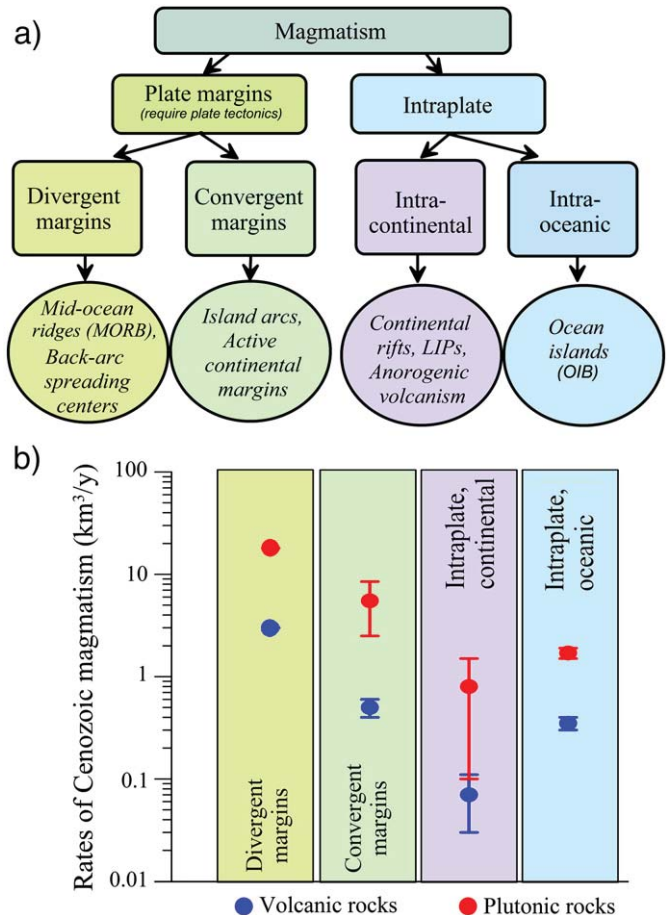 a)
Magmatism
Plate margins
(require plate tectonics)
Intraplate
Divergent
margins
Convergent
margins
Intra-
continental
Intra-
oceanic
Mid-ocean
ridges (MORB),
Back-arc
spreading
centers
Island arcs,
Active
continental
margins
Continental
rifts, LIPs,
Anorogenic
volcanism
Ocean
islands
(OIB)
b)
Rates of Cenozoic magmatism (km³/y)
100
10
1
0.1
0.01
Divergent
margins
Convergent
margins
Intraplate,
continental
Intraplate,
oceanic
Volcanic rocks
Plutonic rocks